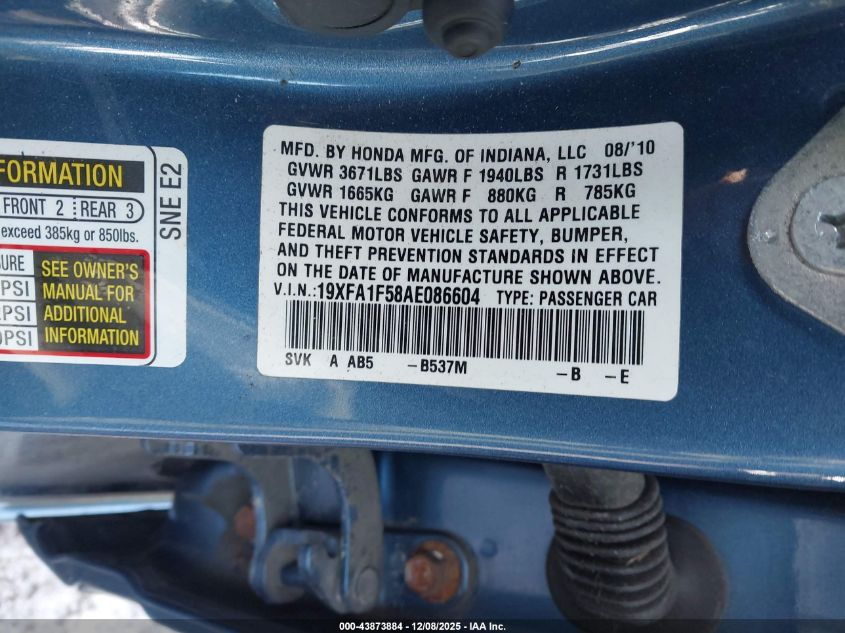 FORMATION
FRONT 2 REAR 3
exceed 385kg or 850lbs.
SURE
PSI
PSI
PSI
SEE OWNER'S
MANUAL FOR
ADDITIONAL
INFORMATION
SNE E2
MFD. BY HONDA MFG. OF INDIANA, LLC 08/'10
GVWR 3671LBS GAWR F 1940LBS R 1731LBS
GVWR 1665KG GAWR F 880KG R 785KG
THIS VEHICLE CONFORMS TO ALL APPLICABLE
FEDERAL MOTOR VEHICLE SAFETY, BUMPER,
AND THEFT PREVENTION STANDARDS IN EFFECT
ON THE DATE OF MANUFACTURE SHOWN ABOVE.
V.I.N.:19XFA1F58AE086604 TYPE: PASSENGER CAR
SVK A AB5 -B537M -B -E
000-43873884 - 12/08/2025 - IAA Inc.